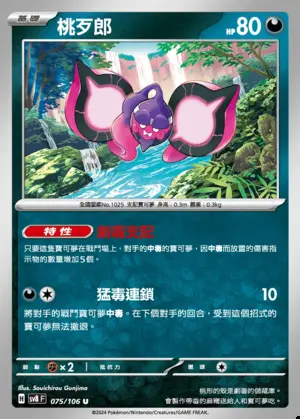 基礎 桃歹郎 HP80
全國圖鑑No.1025 支配寶可夢 身高：0.3m 體重：0.3kg
特性 劇毒支配
只要這隻寶可夢在戰鬥場上，對手的中毒的寶可夢，因中毒而放置的傷害指
示物的數量增加5個。
猛毒連鎖 10
將對手的戰鬥寶可夢中毒。在下個對手的回合，受到這個招式的
寶可夢無法撤退。
弱點 ×2 抵抗力 撤退
Illus. Souichirou Gunjima
H SV8 F 075/106 U
桃形的殼是劇毒的儲藏庫。
會製作帶毒的麻糬送給人和寶可夢。
©2024 Pokémon/Nintendo/Creatures/GAME FREAK.